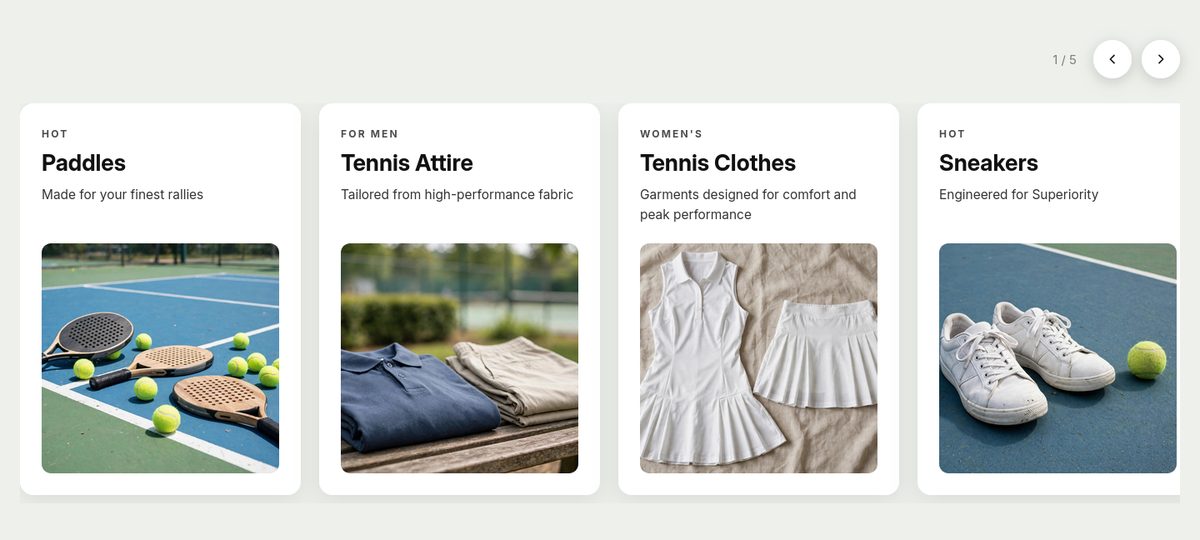 1 / 5
HOT
Paddles
Made for your finest rallies
FOR MEN
Tennis Attire
Tailored from high-performance fabric
WOMEN'S
Tennis Clothes
Garments designed for comfort and
peak performance
HOT
Sneakers
Engineered for Superiority